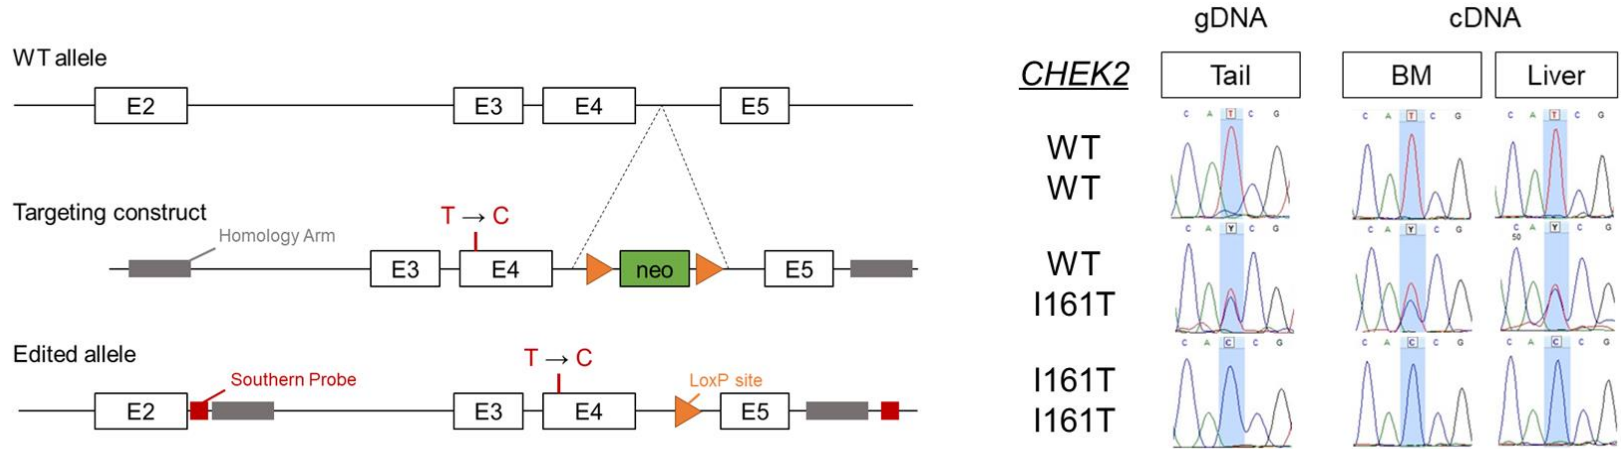 WT allele
E2 E3 E4 E5
Targeting construct
T → C
Homology Arm
E3 E4 neo E5
Edited allele
T → C
Southern Probe
LoxP site
E2 E3 E4 E5
gDNA cDNA
CHEK2 Tail BM Liver
C A T C G C A T C G C A T C G
WT
WT
C A Y C G C A Y C G C A Y C G
50
WT
I161T
C A C C G C A C C G C A C C G
I161T
I161T